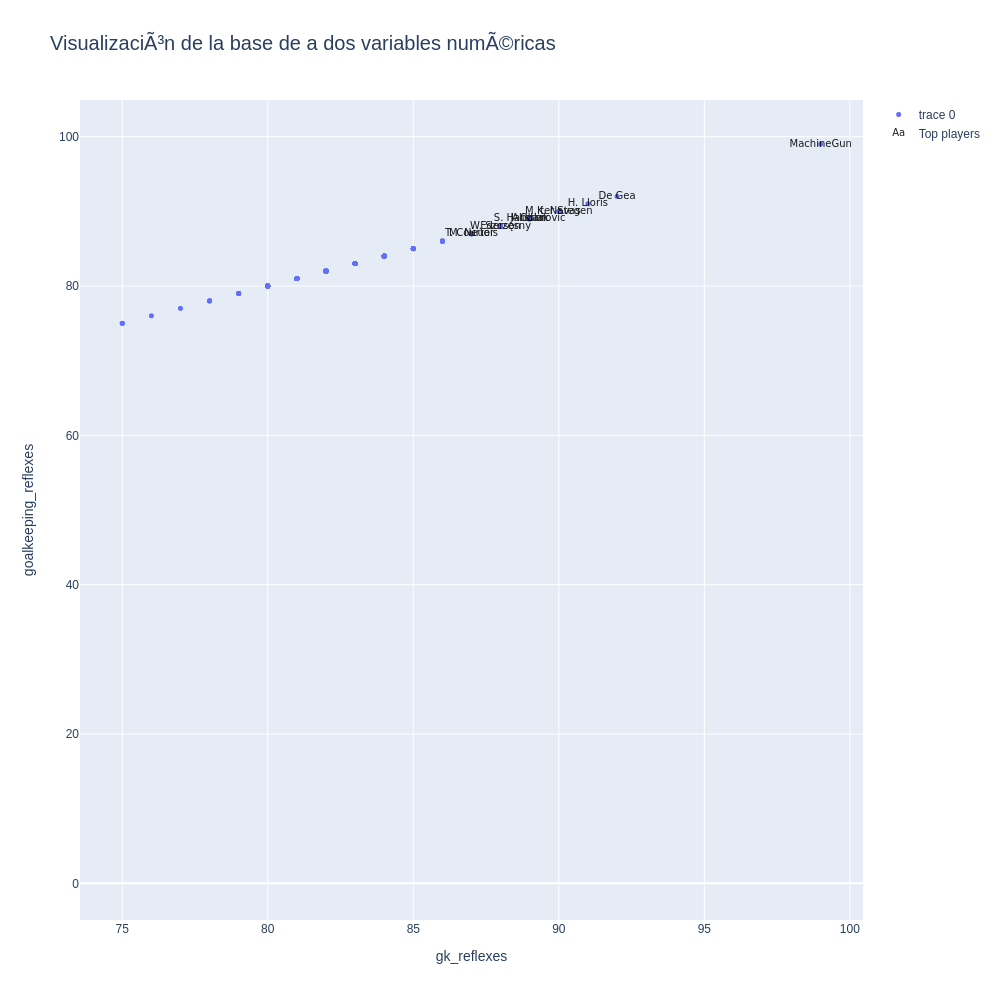 VisualizaciÃ³n de la base de a dos variables numÃ©ricas
trace 0
Aa Top players
100
80
60
40
20
0
goalkeeping_reflexes
MachineGun
De Gea
H. Lloris
75
80
85
90
95
100
gk_reflexes